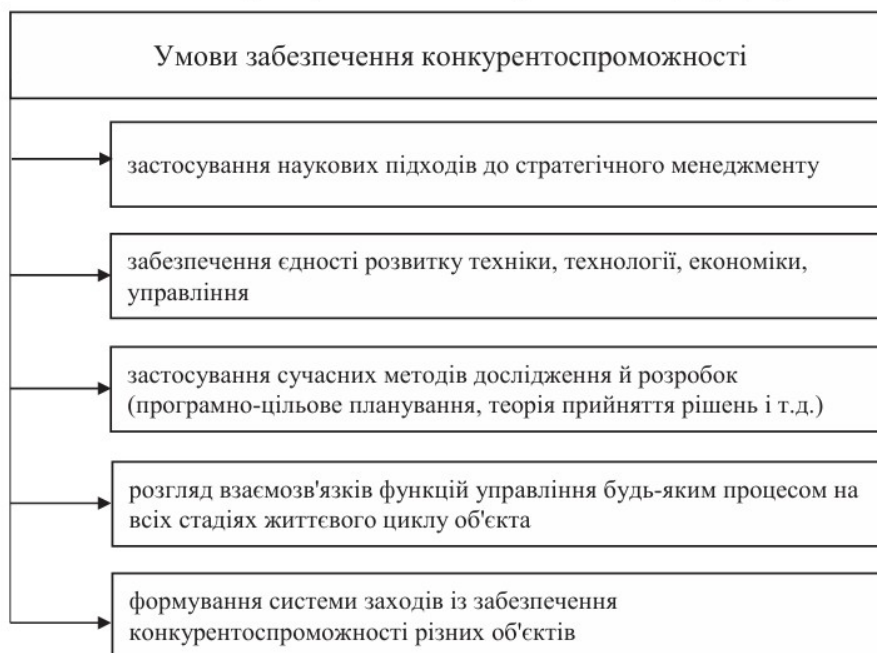 Умови забезпечення конкурентоспроможності
застосування наукових підходів до стратегічного менеджменту
забезпечення єдності розвитку техніки, технології, економіки,
управління
застосування сучасних методів дослідження й розробок
(програмно-цільове планування, теорія прийняття рішень і т.д.)
розгляд взаємозв'язків функцій управління будь-яким процесом на
всіх стадіях життєвого циклу об'єкта
формування системи заходів із забезпечення
конкурентоспроможності різних об'єктів